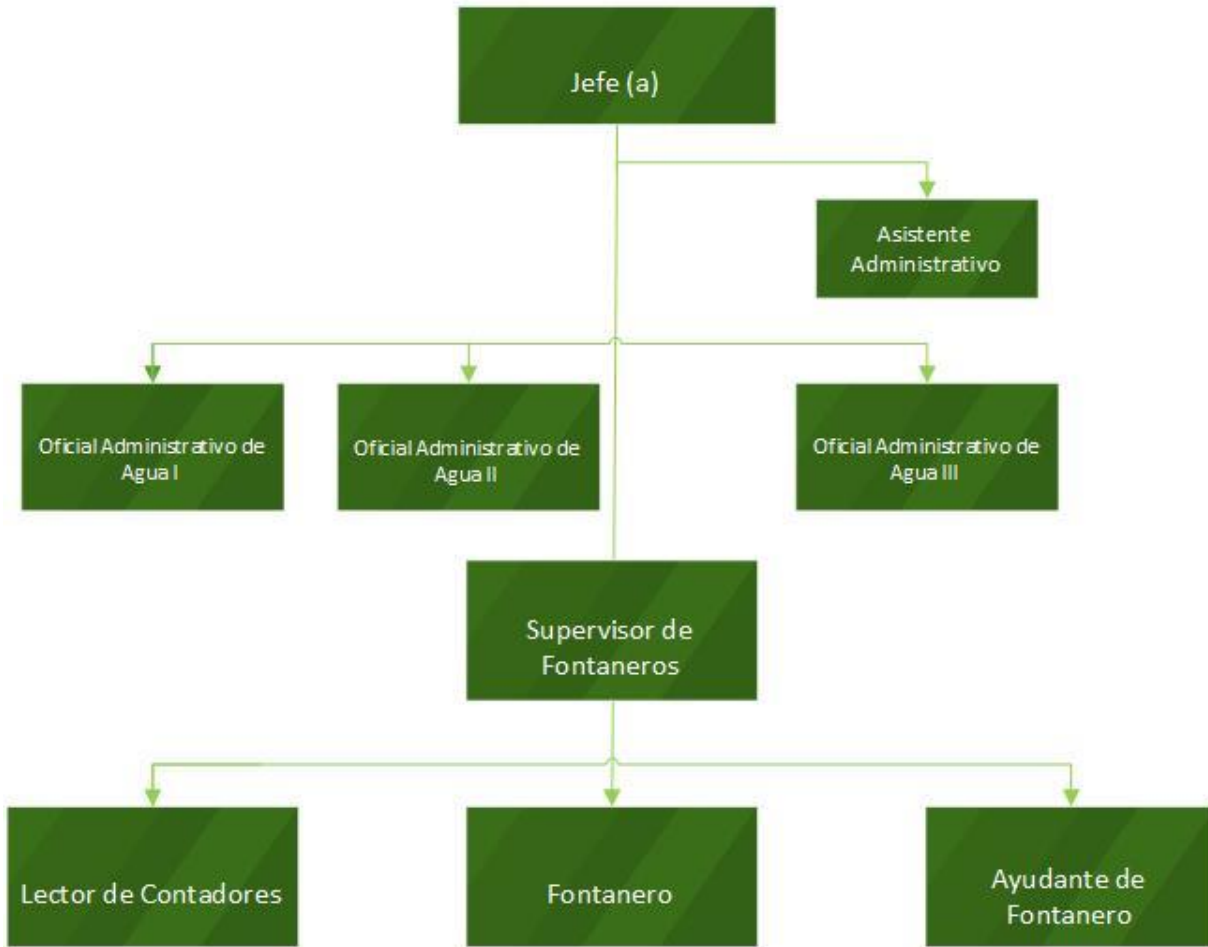 Jefe (a)
Asistente
Administrativo
Oficial Administrativo de
Agua I
Oficial Administrativo de
Agua II
Oficial Administrativo de
Agua III
Supervisor de
Fontaneros
Lector de Contadores
Fontanero
Ayudante de
Fontanero